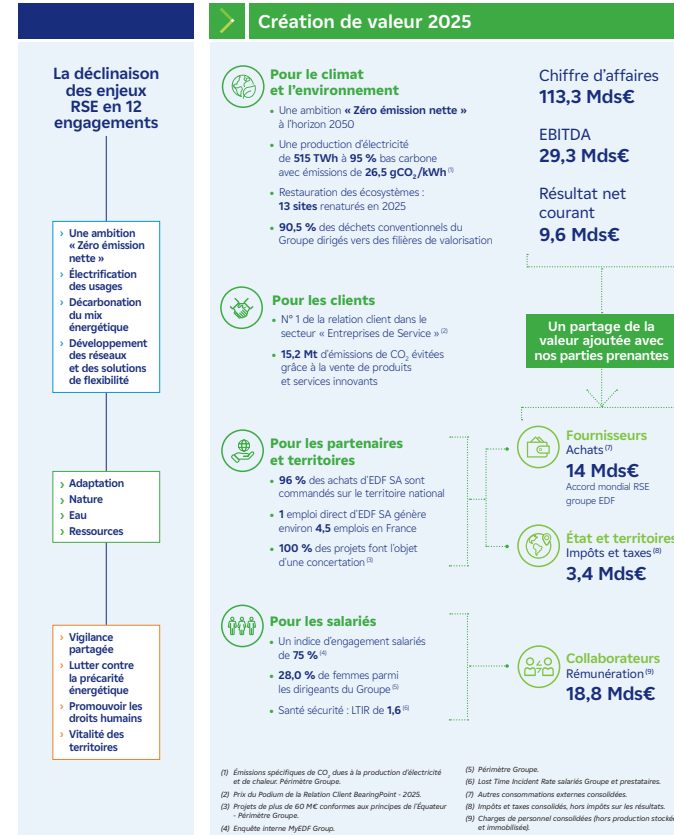 Création de valeur 2025
La déclinaison
des enjeux
RSE en 12
engagements
› Une ambition
« Zéro émission
nette »
› Électrification
des usages
› Décarbonation
du mix
énergétique
› Développement
des réseaux
et des solutions
de flexibilité
› Adaptation
› Nature
› Eau
› Ressources
› Vigilance
partagée
› Lutter contre
la précarité
énergétique
› Promouvoir les
droits humains
› Vitalité des
territoires
Pour le climat
et l’environnement
• Une ambition « Zéro émission nette »
à l’horizon 2050
• Une production d’électricité
de 515 TWh à 95 % bas carbone
avec émissions de 26,5 gCO₂/kWh (1)
• Restauration des écosystèmes :
13 sites renaturés en 2025
• 90,5 % des déchets conventionnels du
Groupe dirigés vers des filières de valorisation
Pour les clients
• N° 1 de la relation client dans le
secteur « Entreprises de Service » (2)
• 15,2 Mt d’émissions de CO₂ évitées
grâce à la vente de produits
et services innovants
Pour les partenaires
et territoires
• 96 % des achats d’EDF SA sont
commandés sur le territoire national
• 1 emploi direct d’EDF SA génère
environ 4,5 emplois en France
• 100 % des projets font l’objet
d’une concertation (3)
Pour les salariés
• Un indice d’engagement salariés
de 75 % (4)
• 28,0 % de femmes parmi
les dirigeants du Groupe (5)
• Santé sécurité : LTIR de 1,6 (6)
Chiffre d’affaires
113,3 Mds€
EBITDA
29,3 Mds€
Résultat net
courant
9,6 Mds€
Un partage de la
valeur ajoutée avec
nos parties prenantes
Fournisseurs
Achats (7)
14 Mds€
Accord mondial RSE
groupe EDF
État et territoires
Impôts et taxes (8)
3,4 Mds€
Collaborateurs
Rémunération (9)
18,8 Mds€
(1) Émissions spécifiques de CO₂ dues à la production d’électricité
et de chaleur. Périmètre Groupe.
(2) Prix du Podium de la Relation Client BearingPoint - 2025.
(3) Projets de plus de 60 M€ conformes aux principes de l’Équateur
- Périmètre Groupe.
(4) Enquête interne MyEDF Group.
(5) Périmètre Groupe.
(6) Lost Time Incident Rate salariés Groupe et prestataires.
(7) Autres consommations externes consolidées.
(8) Impôts et taxes consolidés, hors impôts sur les résultats.
(9) Charges de personnel consolidées (hors production stockée
et immobilisée).